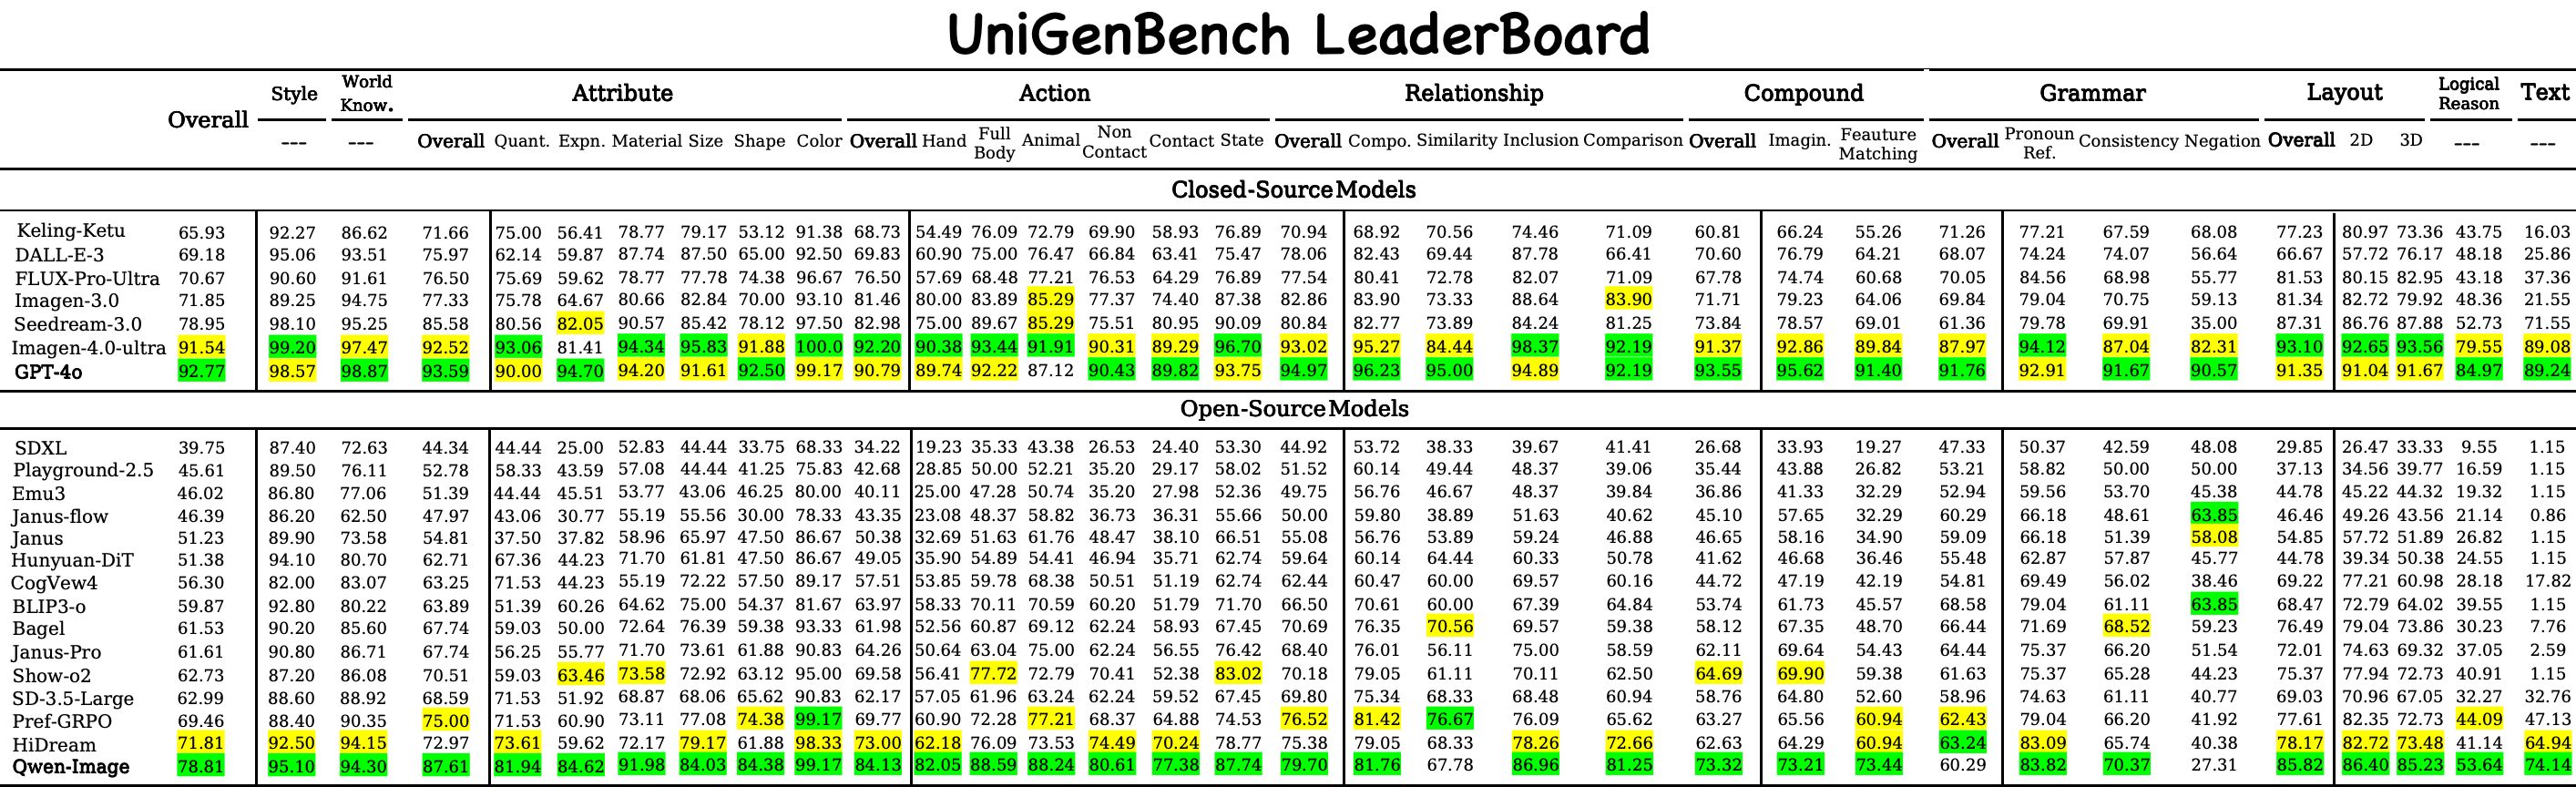 UniGenBench LeaderBoard
Overall Style World Know. Attribute Action Relationship Compound Grammar Layout Logical Reason Text
--- --- Overall Quant. Expn. Material Size Shape Color Overall Hand Full Body Animal Non Contact Contact State Overall Compo. Similarity Inclusion Comparison Overall Imagin. Feauture Matching Overall Pronoun Ref. Consistency Negation Overall 2D 3D --- ---
Closed-Source Models
Keling-Ketu 65.93 92.27 86.62 71.66 75.00 56.41 78.77 79.17 53.12 91.38 68.73 54.49 76.09 72.79 69.90 58.93 76.89 70.94 68.92 70.56 74.46 71.09 60.81 66.24 55.26 71.26 77.21 67.59 68.08 77.23 80.97 73.36 43.75 16.03
DALL-E-3 69.18 95.06 93.51 75.97 62.14 59.87 87.74 87.50 65.00 92.50 69.83 60.90 75.00 76.47 66.84 63.41 75.47 78.06 82.43 69.44 87.78 66.41 70.60 76.79 64.21 68.07 74.24 74.07 56.64 66.67 57.72 76.17 48.18 25.86
FLUX-Pro-Ultra 70.67 90.60 91.61 76.50 75.69 59.62 78.77 77.78 74.38 96.67 76.50 57.69 68.48 77.21 76.53 64.29 76.89 77.54 80.41 72.78 82.07 71.09 67.78 74.74 60.68 70.05 84.56 68.98 55.77 81.53 80.15 82.95 43.18 37.36
Imagen-3.0 71.85 89.25 94.75 77.33 75.78 64.67 80.66 82.84 70.00 93.10 81.46 80.00 83.89 85.29 77.37 74.40 87.38 82.86 83.90 73.33 88.64 83.90 71.71 79.23 64.06 69.84 79.04 70.75 59.13 81.34 82.72 79.92 48.36 21.55
Seedream-3.0 78.95 98.10 95.25 85.58 80.56 82.05 90.57 85.42 78.12 97.50 82.98 75.00 89.67 85.29 75.51 80.95 90.09 80.84 82.77 73.89 84.24 81.25 73.84 78.57 69.01 61.36 79.78 69.91 35.00 87.31 86.76 87.88 52.73 71.55
Imagen-4.0-ultra 91.54 99.20 97.47 92.52 93.06 81.41 94.34 95.83 91.88 100.0 92.20 90.38 93.44 91.91 90.31 89.29 96.70 93.02 95.27 84.44 98.37 92.19 91.37 92.86 89.84 87.97 94.12 87.04 82.31 93.10 92.65 93.56 79.55 89.08
GPT-4o 92.77 98.57 98.87 93.59 90.00 94.70 94.20 91.61 92.50 99.17 90.79 89.74 92.22 87.12 90.43 89.82 93.75 94.97 96.23 95.00 94.89 92.19 93.55 95.62 91.40 91.76 92.91 91.67 90.57 91.35 91.04 91.67 84.97 89.24
Open-Source Models
SDXL 39.75 87.40 72.63 44.34 44.44 25.00 52.83 44.44 33.75 68.33 34.22 19.23 35.33 43.38 26.53 24.40 53.30 44.92 53.72 38.33 39.67 41.41 26.68 33.93 19.27 47.33 50.37 42.59 48.08 29.85 26.47 33.33 9.55 1.15
Playground-2.5 45.61 89.50 76.11 52.78 58.33 43.59 57.08 44.44 41.25 75.83 42.68 28.85 50.00 52.21 35.20 29.17 58.02 51.52 60.14 49.44 48.37 39.06 35.44 43.88 26.82 53.21 58.82 50.00 50.00 37.13 34.56 39.77 16.59 1.15
Emu3 46.02 86.80 77.06 51.39 44.44 45.51 53.77 43.06 46.25 80.00 40.11 25.00 47.28 50.74 35.20 27.98 52.36 49.75 56.76 46.67 48.37 39.84 36.86 41.33 32.29 52.94 59.56 53.70 45.38 44.78 45.22 44.32 19.32 1.15
Janus-flow 46.39 86.20 62.50 47.97 43.06 30.77 55.19 55.56 30.00 78.33 43.35 23.08 48.37 58.82 36.73 36.31 55.66 50.00 59.80 38.89 51.63 40.62 45.10 57.65 32.29 60.29 66.18 48.61 63.85 46.46 49.26 43.56 21.14 0.86
Janus 51.23 89.90 73.58 54.81 37.50 37.82 58.96 65.97 47.50 86.67 50.38 32.69 51.63 61.76 48.47 38.10 66.51 55.08 56.76 53.89 59.24 46.88 46.65 58.16 34.90 59.09 66.18 51.39 58.08 54.85 57.72 51.89 26.82 1.15
Hunyuan-DiT 51.38 94.10 80.70 62.71 67.36 44.23 71.70 61.81 47.50 86.67 49.05 35.90 54.89 54.41 46.94 35.71 62.74 59.64 60.14 64.44 60.33 50.78 41.62 46.68 36.46 55.48 62.87 57.87 45.77 44.78 39.34 50.38 24.55 1.15
CogVew4 56.30 82.00 83.07 63.25 71.53 44.23 55.19 72.22 57.50 89.17 57.51 53.85 59.78 68.38 50.51 51.19 62.74 62.44 60.47 60.00 69.57 60.16 44.72 47.19 42.19 54.81 69.49 56.02 38.46 69.22 77.21 60.98 28.18 17.82
BLIP3-o 59.87 92.80 80.22 63.89 51.39 60.26 64.62 75.00 54.37 81.67 63.97 58.33 70.11 70.59 60.20 51.79 71.70 66.50 70.61 60.00 67.39 64.84 53.74 61.73 45.57 68.58 79.04 61.11 63.85 68.47 72.79 64.02 39.55 1.15
Bagel 61.53 90.20 85.60 67.74 59.03 50.00 72.64 76.39 59.38 93.33 61.98 52.56 60.87 69.12 62.24 58.93 67.45 70.69 76.35 70.56 69.57 59.38 58.12 67.35 48.70 66.44 71.69 68.52 59.23 76.49 79.04 73.86 30.23 7.76
Janus-Pro 61.61 90.80 86.71 67.74 56.25 55.77 71.70 73.61 61.88 90.83 64.26 50.64 63.04 75.00 62.24 56.55 76.42 68.40 76.01 56.11 75.00 58.59 62.11 69.64 54.43 64.44 75.37 66.20 51.54 72.01 74.63 69.32 37.05 2.59
Show-o2 62.73 87.20 86.08 70.51 59.03 63.46 73.58 72.92 63.12 95.00 69.58 56.41 77.72 72.79 70.41 52.38 83.02 70.18 79.05 61.11 70.11 62.50 64.69 69.90 59.38 61.63 75.37 65.28 44.23 75.37 77.94 72.73 40.91 1.15
SD-3.5-Large 62.99 88.60 88.92 68.59 71.53 51.92 68.87 68.06 65.62 90.83 62.17 57.05 61.96 63.24 62.24 59.52 67.45 69.80 75.34 68.33 68.48 60.94 58.76 64.80 52.60 58.96 74.63 61.11 40.77 69.03 70.96 67.05 32.27 32.76
Pref-GRPO 69.46 88.40 90.35 75.00 71.53 60.90 73.11 77.08 74.38 99.17 69.77 60.90 72.28 77.21 68.37 64.88 74.53 76.52 81.42 76.67 76.09 65.62 63.27 65.56 60.94 62.43 79.04 66.20 41.92 77.61 82.35 72.73 44.09 47.13
HiDream 71.81 92.50 94.15 72.97 73.61 59.62 72.17 79.17 61.88 98.33 73.00 62.18 76.09 73.53 74.49 70.24 78.77 75.38 79.05 68.33 78.26 72.66 62.63 64.29 60.94 63.24 83.09 65.74 40.38 78.17 82.72 73.48 41.14 64.94
Qwen-Image 78.81 95.10 94.30 87.61 81.94 84.62 91.98 84.03 84.38 99.17 84.13 82.05 88.59 88.24 80.61 77.38 87.74 79.70 81.76 67.78 86.96 81.25 73.32 73.21 73.44 60.29 83.82 70.37 27.31 85.82 86.40 85.23 53.64 74.14